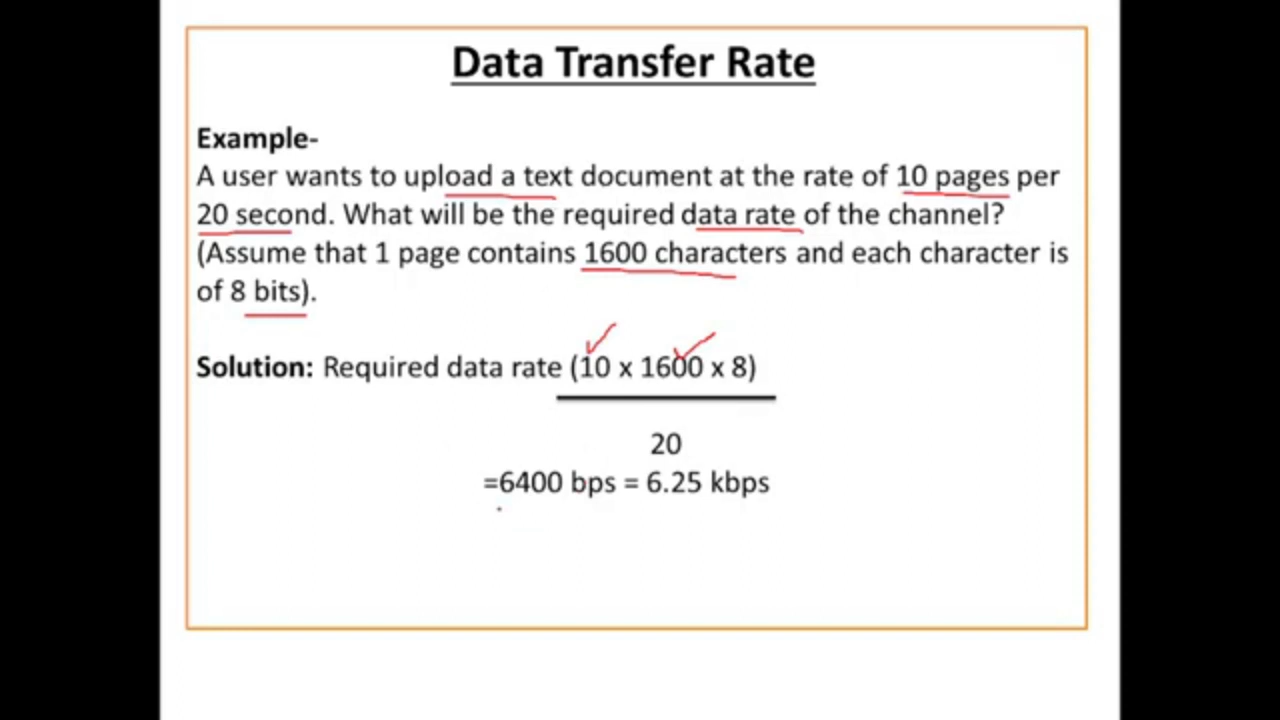 Data Transfer Rate
Example-
A user wants to upload a text document at the rate of 10 pages per
20 second. What will be the required data rate of the channel?
(Assume that 1 page contains 1600 characters and each character is
of 8 bits).
Solution: Required data rate (10 x 1600 x 8)
20
=6400 bps = 6.25 kbps